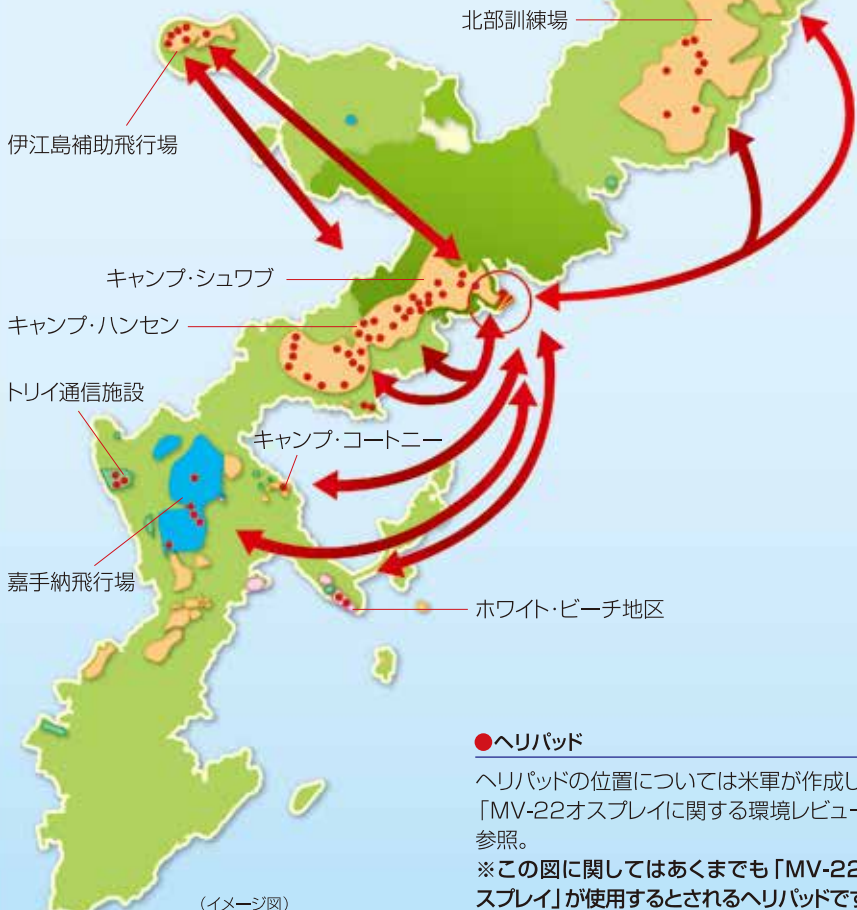 北部訓練場
伊江島補助飛行場
キャンプ・シュワブ
キャンプ・ハンセン
トリイ通信施設
キャンプ・コートニー
嘉手納飛行場
ホワイト・ビーチ地区
●ヘリパッド
ヘリパッドの位置については米軍が作成し
「MV-22オスプレイに関する環境レビュー
参照。
※この図に関してはあくまでも「MV-22
スプレイ」が使用するとされるヘリパッドです
（イメージ図）